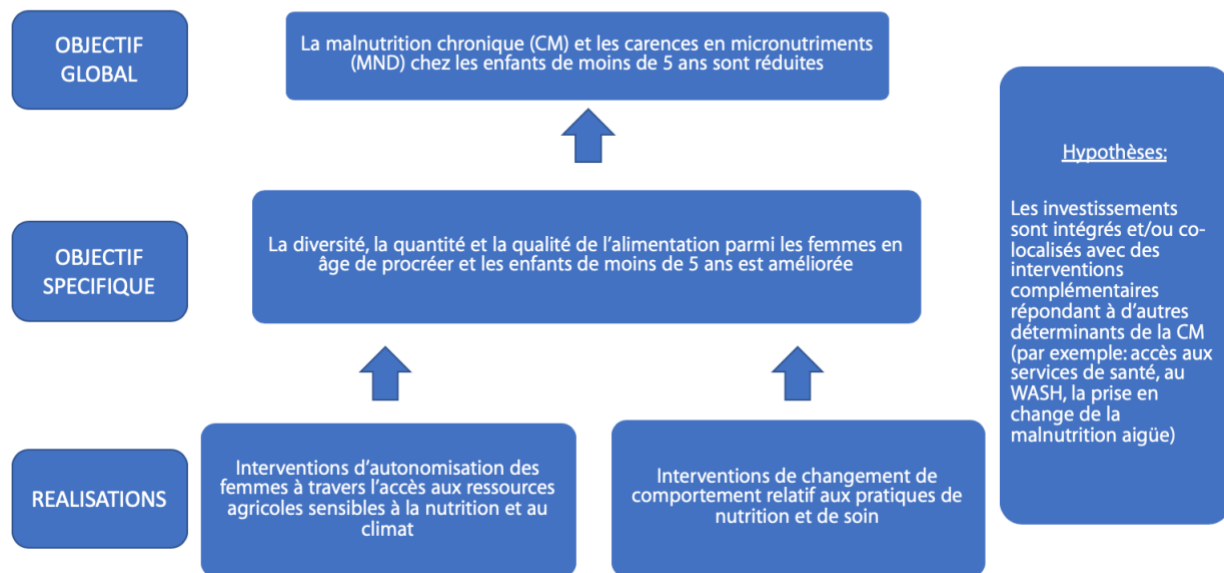 OBJECTIF
GLOBAL
La malnutrition chronique (CM) et les carences en micronutriments
(MND) chez les enfants de moins de 5 ans sont réduites
OBJECTIF
SPECIFIQUE
La diversité, la quantité et la qualité de l'alimentation parmi les femmes en
âge de procréer et les enfants de moins de 5 ans est améliorée
REALISATIONS
Interventions d'autonomisation des
femmes à travers l'accès aux ressources
agricoles sensibles à la nutrition et au
climat
Interventions de changement de
comportement relatif aux pratiques de
nutrition et de soin
Hypothèses:
Les investissements
sont intégrés et/ou co-
localisés avec des
interventions
complémentaires
répondant à d'autres
déterminants de la CM
(par exemple: accès aux
services de santé, au
WASH, la prise en
change de la
malnutrition aigüe)